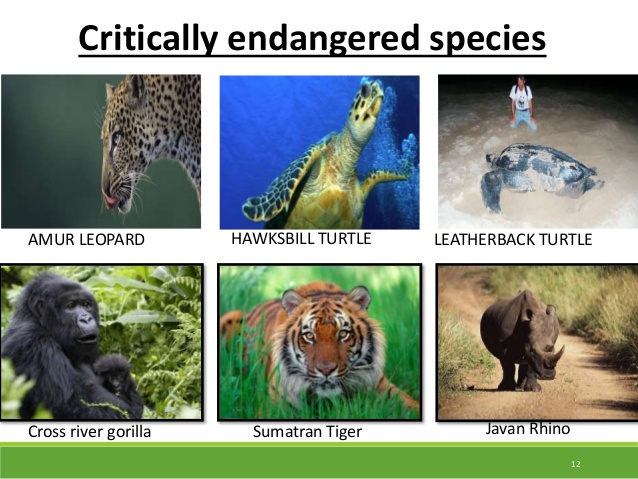 Critically endangered species
AMUR LEOPARD
HAWKSBILL TURTLE
LEATHERBACK TURTLE
Cross river gorilla
Sumatran Tiger
Javan Rhino
12